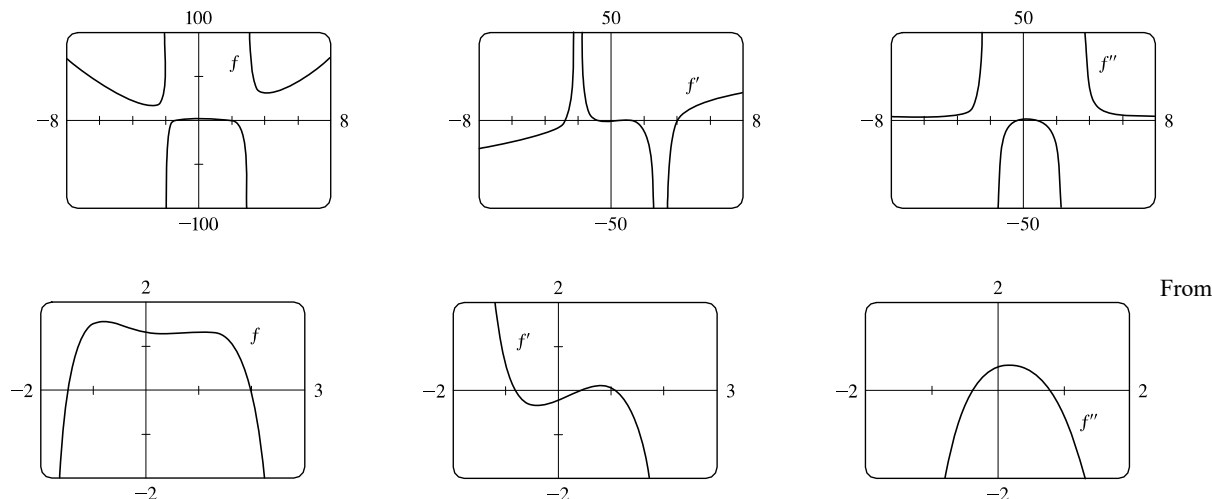 100 50 50
f f′ f″
−8 8 −8 8 −8 8
−100 −50 −50
2 2 2 From
f f′
−2 3 −2 3 −2 2
f″
−2 −2 −2